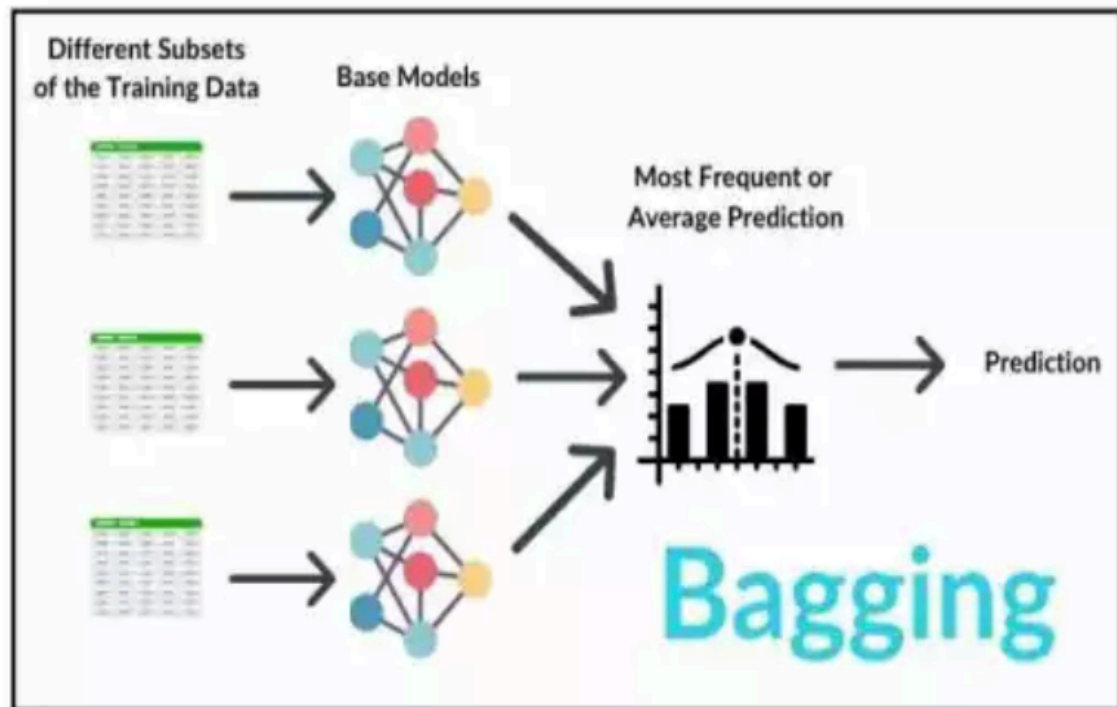 Different Subsets
of the Training Data
Base Models
Most Frequent or
Average Prediction
Prediction
Bagging